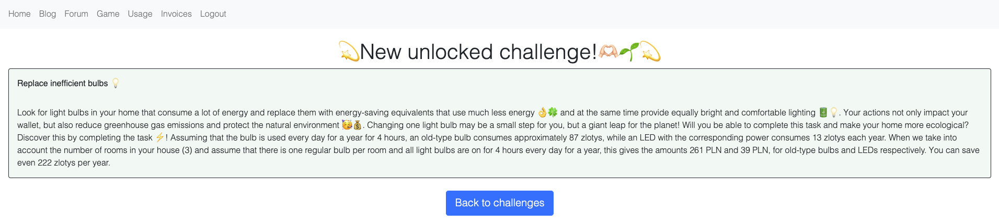 Home Blog Forum Game Usage Invoices Logout
💫New unlocked challenge!🫶🏻🌱💫
Replace inefficient bulbs 💡
Look for light bulbs in your home that consume a lot of energy and replace them with energy-saving equivalents that use much less energy 👌🍀 and at the same time provide equally bright and comfortable lighting 🔋💡. Your actions not only impact your
wallet, but also reduce greenhouse gas emissions and protect the natural environment 🥳💰. Changing one light bulb may be a small step for you, but a giant leap for the planet! Will you be able to complete this task and make your home more ecological?
Discover this by completing the task ⚡! Assuming that the bulb is used every day for a year for 4 hours, an old-type bulb consumes approximately 87 zlotys, while an LED with the corresponding power consumes 13 zlotys each year. When we take into
account the number of rooms in your house (3) and assume that there is one regular bulb per room and all light bulbs are on for 4 hours every day for a year, this gives the amounts 261 PLN and 39 PLN, for old-type bulbs and LEDs respectively. You can save
even 222 zlotys per year.
Back to challenges